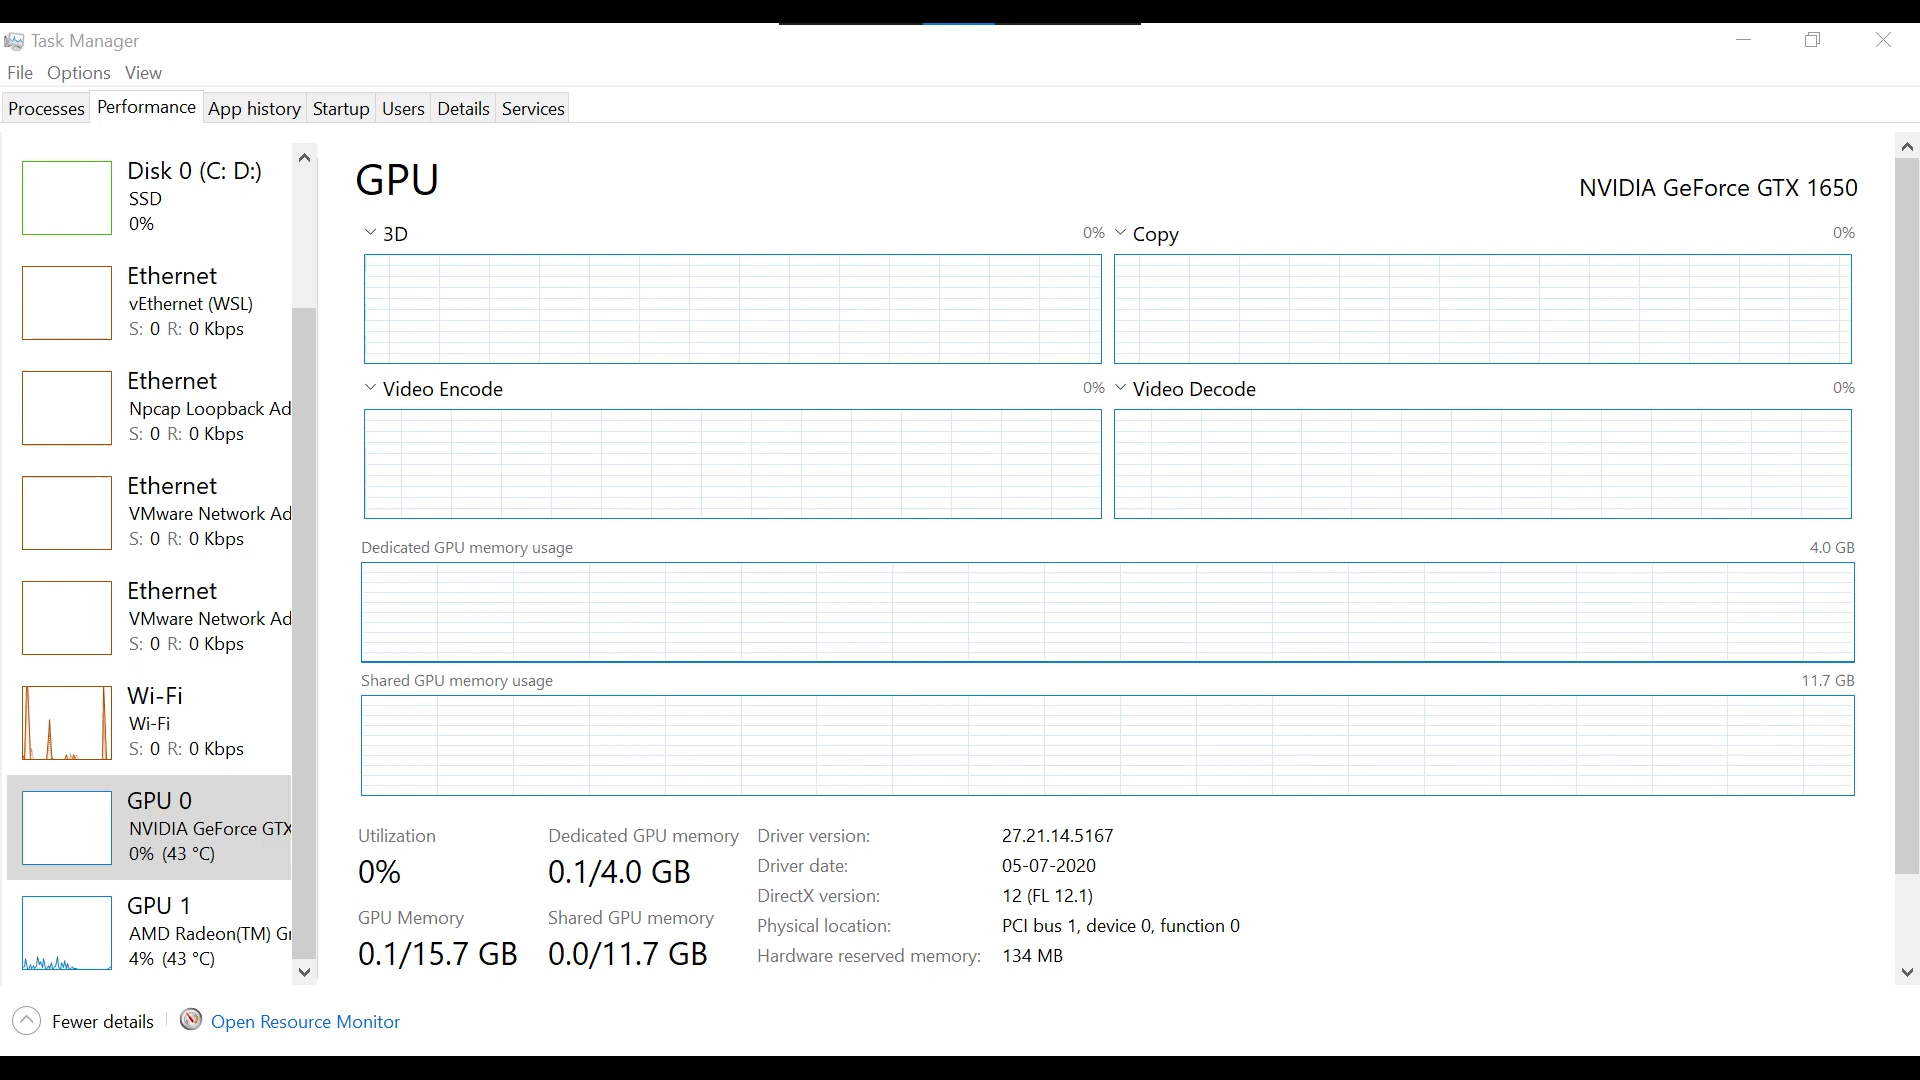 Task Manager
File Options View
Processes Performance App history Startup Users Details Services
Disk 0 (C: D:)
SSD
0%
Ethernet
vEthernet (WSL)
S: 0 R: 0 Kbps
Ethernet
Npcap Loopback Ad
S: 0 R: 0 Kbps
Ethernet
VMware Network Ad
S: 0 R: 0 Kbps
Ethernet
VMware Network Ad
S: 0 R: 0 Kbps
Wi-Fi
Wi-Fi
S: 0 R: 0 Kbps
GPU 0
NVIDIA GeForce GTX
0% (43 °C)
GPU 1
AMD Radeon(TM) Gr
4% (43 °C)
GPU
NVIDIA GeForce GTX 1650
3D 0%
Copy 0%
Video Encode 0%
Video Decode 0%
Dedicated GPU memory usage 4.0 GB
Shared GPU memory usage 11.7 GB
Utilization
0%
Dedicated GPU memory
0.1/4.0 GB
GPU Memory
0.1/15.7 GB
Shared GPU memory
0.0/11.7 GB
Driver version: 27.21.14.5167
Driver date: 05-07-2020
DirectX version: 12 (FL 12.1)
Physical location: PCI bus 1, device 0, function 0
Hardware reserved memory: 134 MB
Fewer details
Open Resource Monitor